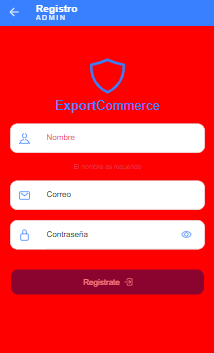 Registro
ADMIN
ExportCommerce
Nombre
El nombre es requerido
Correo
Contraseña
Registrate